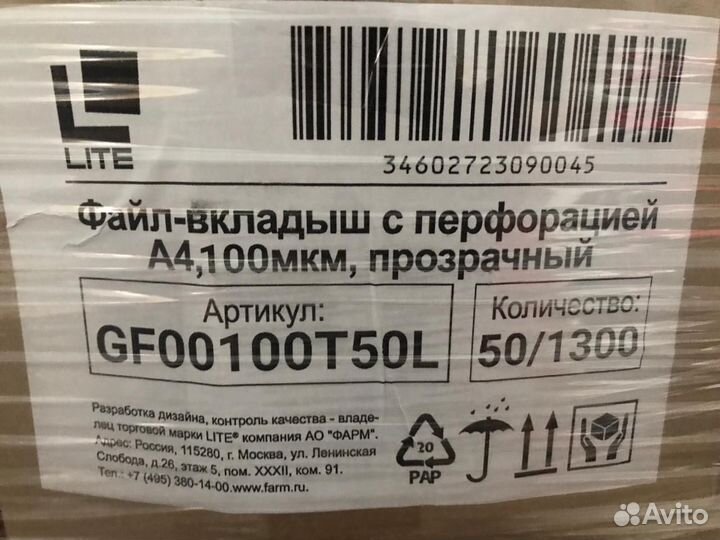 LITE
34602723090045
Файл-вкладыш с перфорацией
А4,100мкм, прозрачный
Артикул:
GF00100T50L
Количество:
50/1300
Разработка дизайна, контроль качества - владе-
лец торговой марки LITE® компания АО "ФАРМ".
Адрес: Россия, 115280, г. Москва, ул. Ленинская
Слобода, д.26, этаж 5, пом. XXXII, ком. 91.
Тел.: +7 (495) 380-14-00.www.farm.ru.
20
PAP
Avito